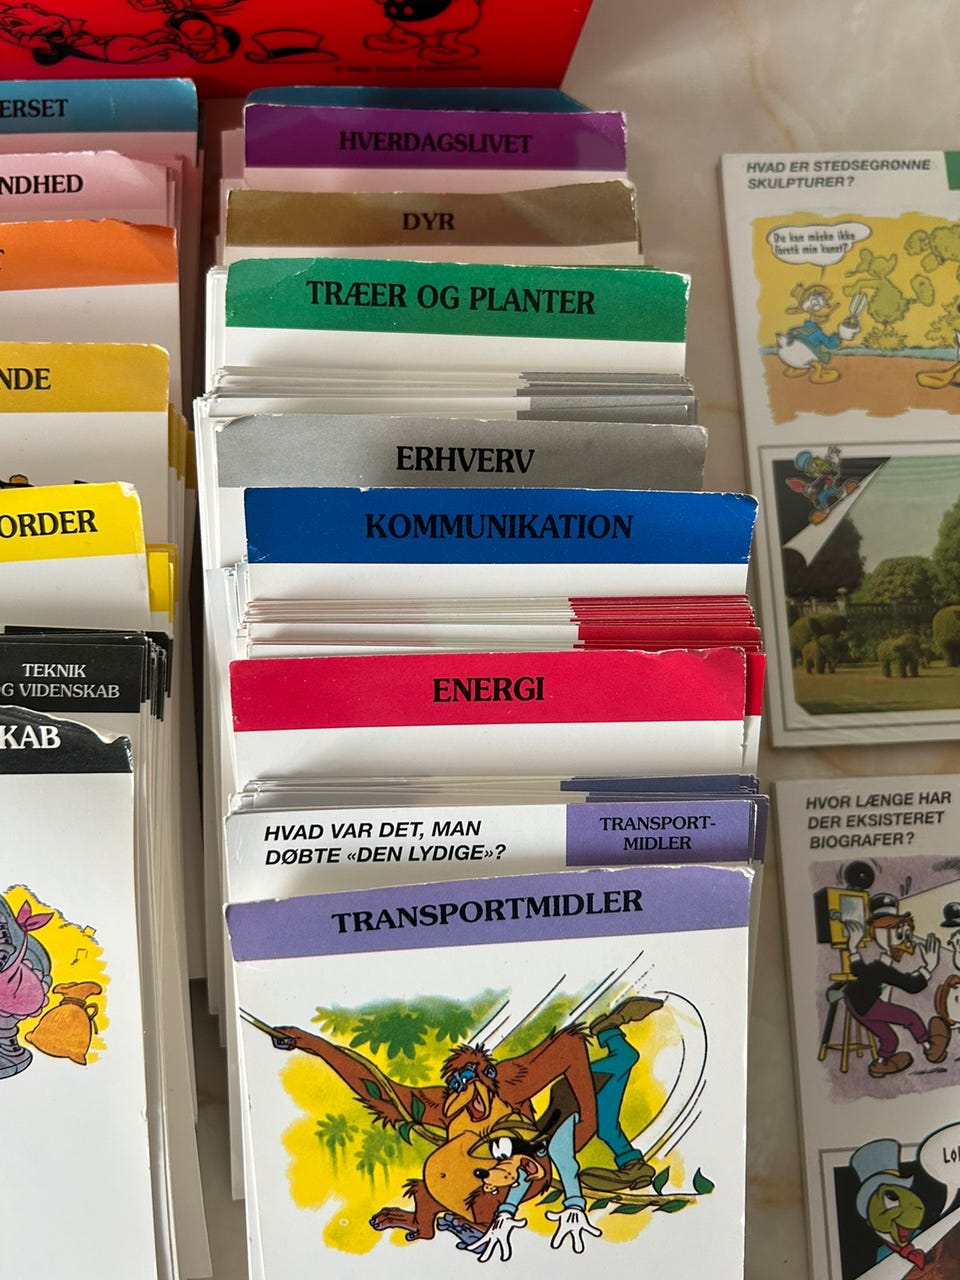 ERSET
NDHED
NDE
ORDER
TEKNIK
OG VIDENSKAB
KAB
HVERDAGSLIVET
DYR
TRÆER OG PLANTER
ERHVERV
KOMMUNIKATION
ENERGI
HVAD VAR DET, MAN
DØBTE «DEN LYDIGE»?
TRANSPORT-
MIDLER
TRANSPORTMIDLER
HVAD ER STEDSEGRØNNE
SKULPTURER?
Du kan måske ikke
forstå min kunst?
HVOR LÆNGE HAR
DER EKSISTERET
BIOGRAFER?